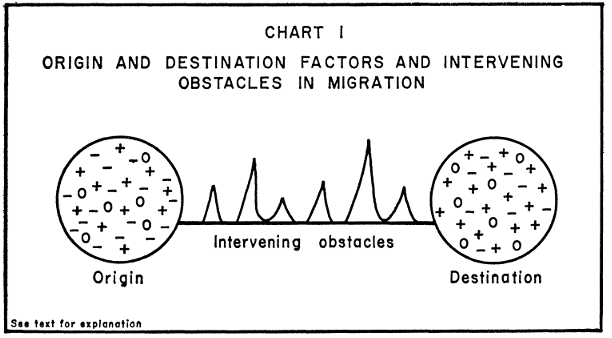 CHART I
ORIGIN AND DESTINATION FACTORS AND INTERVENING
OBSTACLES IN MIGRATION
Intervening obstacles
Origin
Destination
See text for explanation